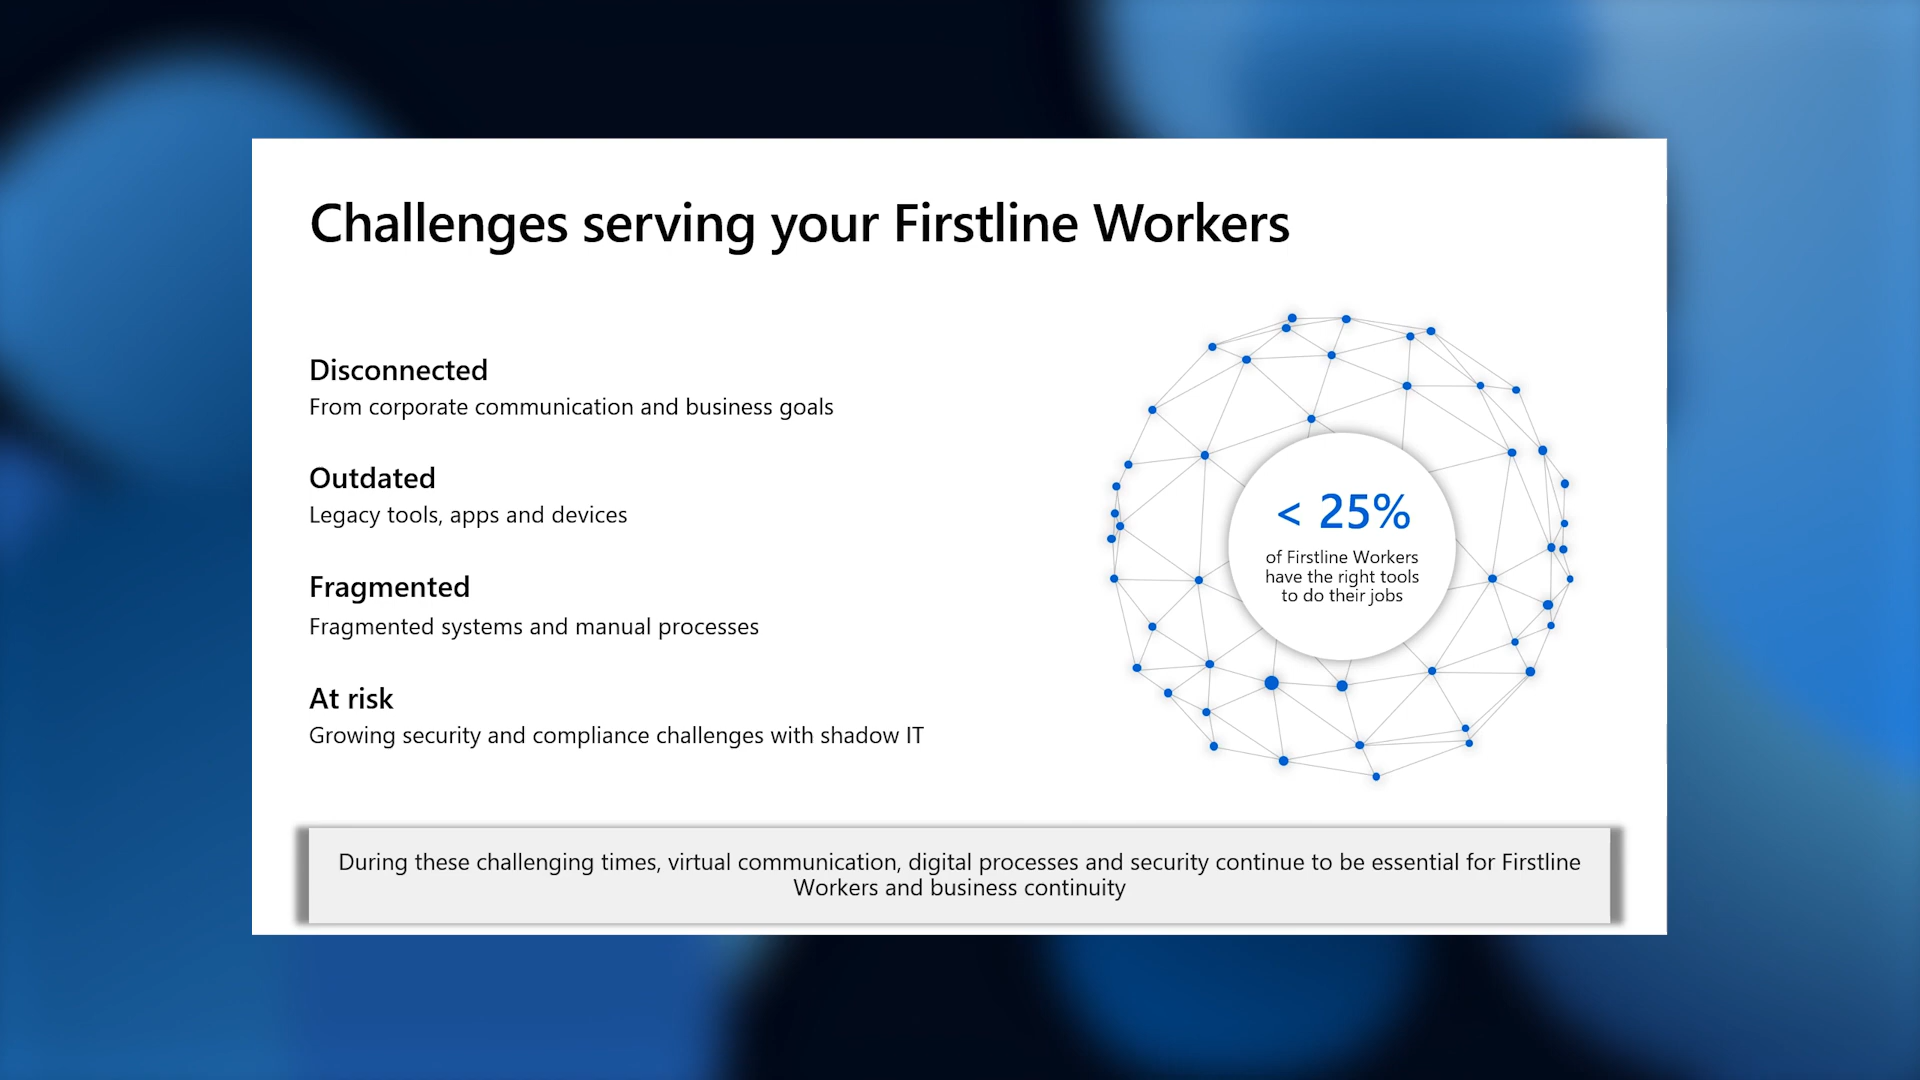 Challenges serving your Firstline Workers
Disconnected
From corporate communication and business goals
Outdated
Legacy tools, apps and devices
Fragmented
Fragmented systems and manual processes
At risk
Growing security and compliance challenges with shadow IT
< 25%
of Firstline Workers
have the right tools
to do their jobs
During these challenging times, virtual communication, digital processes and security continue to be essential for Firstline
Workers and business continuity